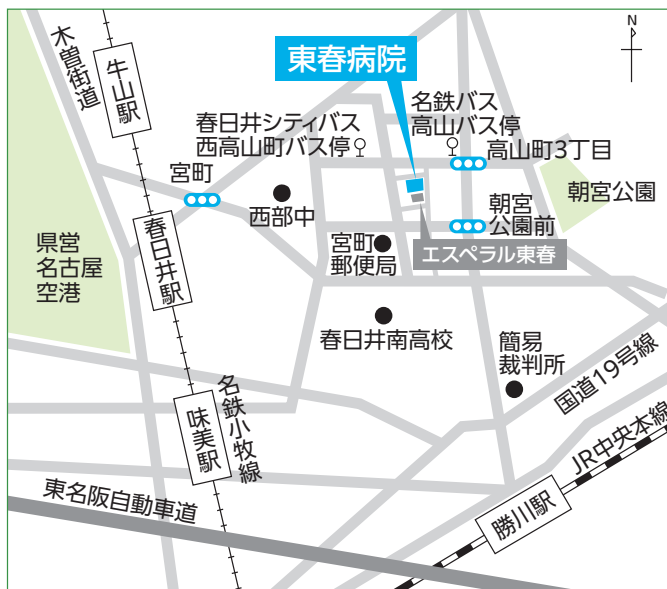 N
木曽街道
牛山駅
東春病院
春日井シティバス
西高山町バス停
名鉄バス
高山バス停
高山町3丁目
宮町
西部中
朝宮公園
朝宮
公園前
県営
名古屋
空港
春日井駅
宮町
郵便局
エスペラル東春
春日井南高校
簡易
裁判所
国道19号線
味美駅
名鉄小牧線
JR中央本線
東名阪自動車道
勝川駅